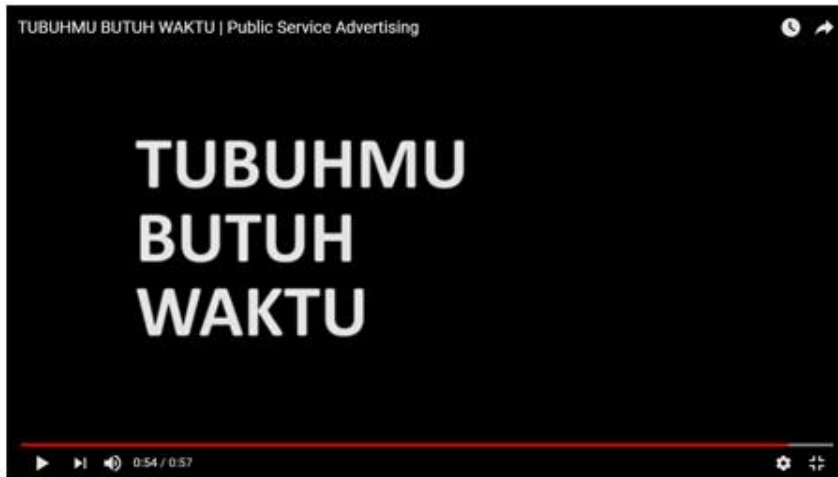 TUBUHMU BUTUH WAKTU | Public Service Advertising
TUBUHMU
BUTUH
WAKTU
0:54 / 0:57